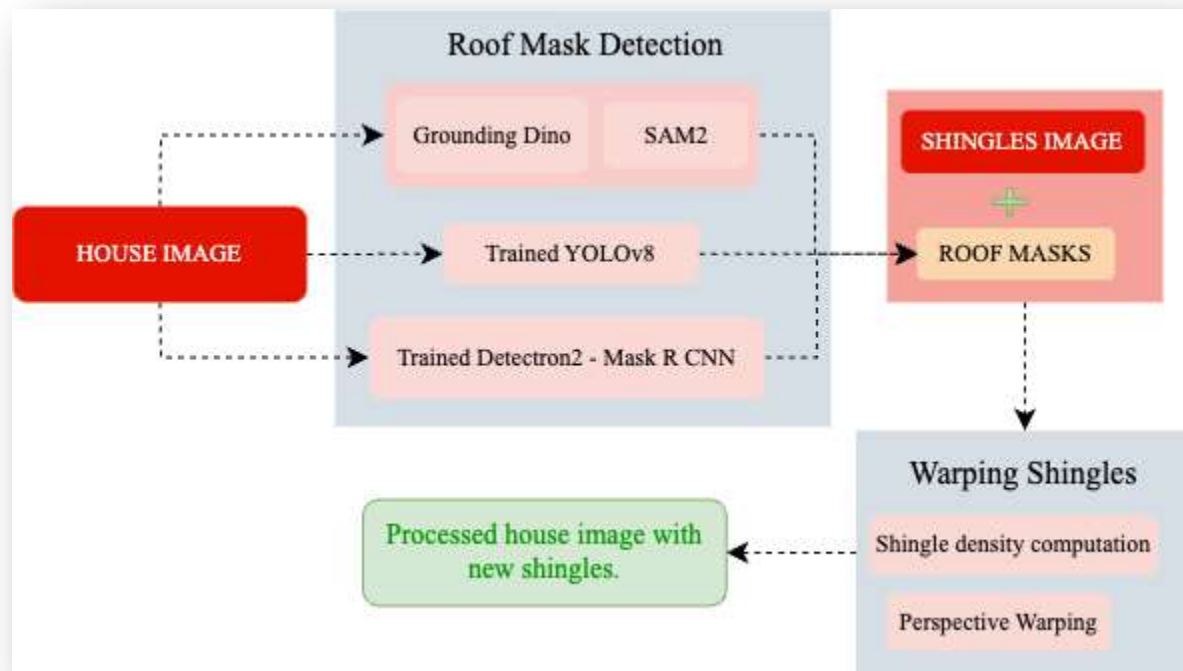 Roof Mask Detection
Grounding Dino
SAM2
SHINGLES IMAGE
HOUSE IMAGE
Trained YOLOv8
ROOF MASKS
Trained Detectron2 - Mask R CNN
Warping Shingles
Shingle density computation
Perspective Warping
Processed house image with
new shingles.